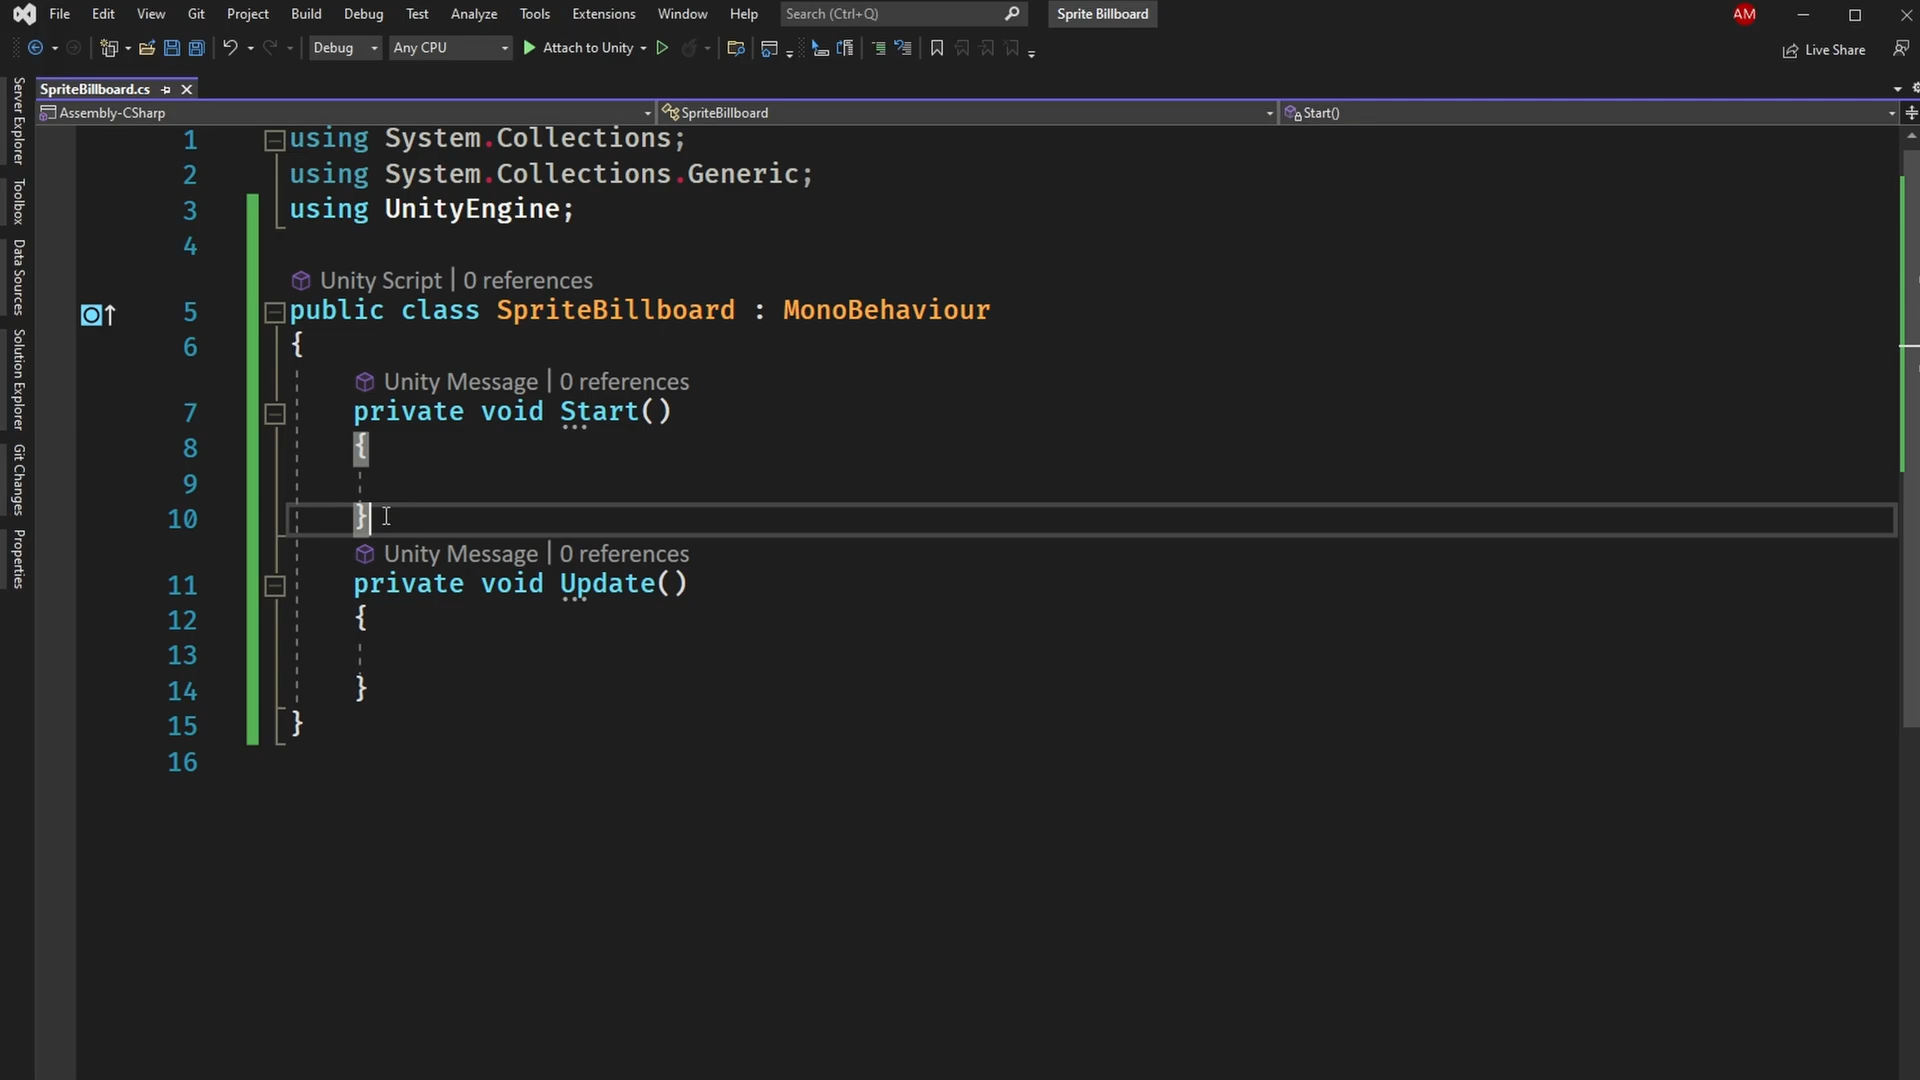 File Edit View Git Project Build Debug Test Analyze Tools Extensions Window Help Search (Ctrl+Q) Sprite Billboard AM
Debug Any CPU Attach to Unity Live Share
SpriteBillboard.cs
Assembly-CSharp SpriteBillboard Start()
Server Explorer
Toolbox
Data Sources
Solution Explorer
Git Changes
Properties
1 using System.Collections;
2 using System.Collections.Generic;
3 using UnityEngine;
4
Unity Script | 0 references
5 public class SpriteBillboard : MonoBehaviour
6 {
Unity Message | 0 references
7 private void Start()
8 {
9
10 }
Unity Message | 0 references
11 private void Update()
12 {
13
14 }
15 }
16